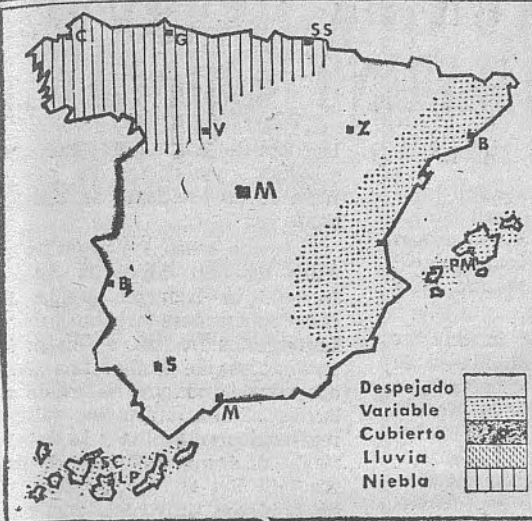 C G SS
V Z B
M
PM
B
S
M
SC
LP
Despejado
Variable
Cubierto
Lluvia
Niebla